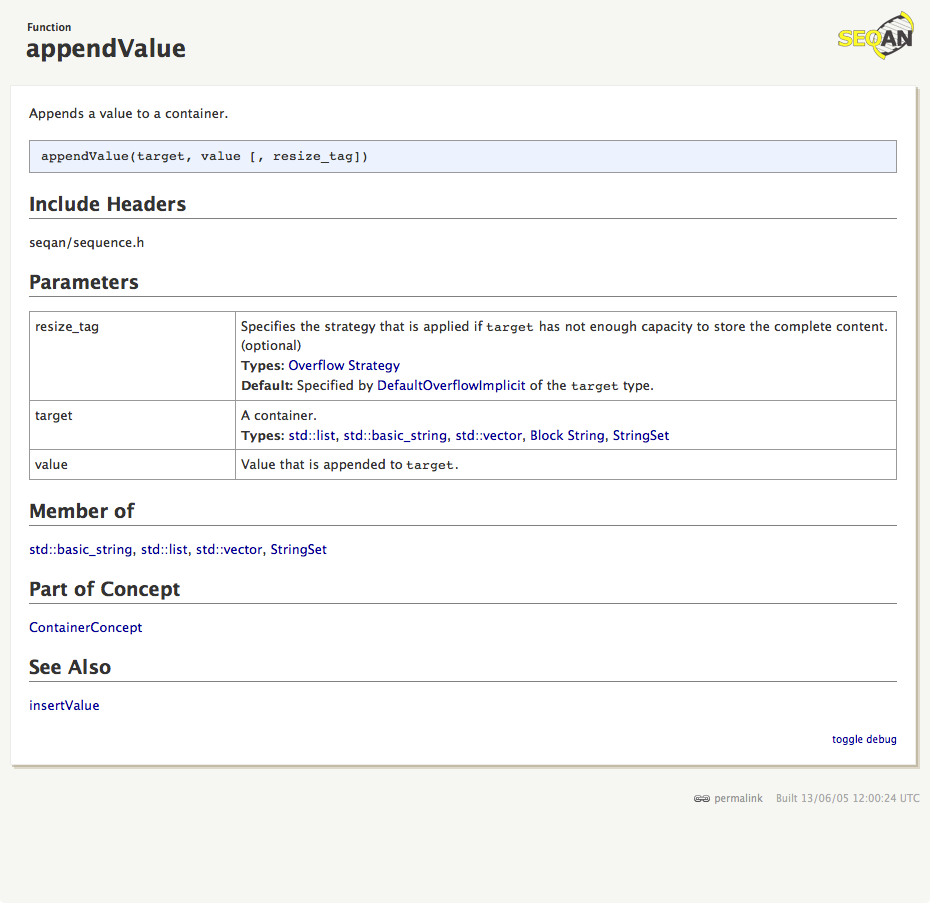 Function
appendValue
SEQAN
Appends a value to a container.
appendValue(target, value [, resize_tag])
Include Headers
seqan/sequence.h
Parameters
resize_tag
Specifies the strategy that is applied if target has not enough capacity to store the complete content.
(optional)
Types: Overflow Strategy
Default: Specified by DefaultOverflowImplicit of the target type.
target
A container.
Types: std::list, std::basic_string, std::vector, Block String, StringSet
value
Value that is appended to target.
Member of
std::basic_string, std::list, std::vector, StringSet
Part of Concept
ContainerConcept
See Also
insertValue
toggle debug
permalink Built 13/06/05 12:00:24 UTC